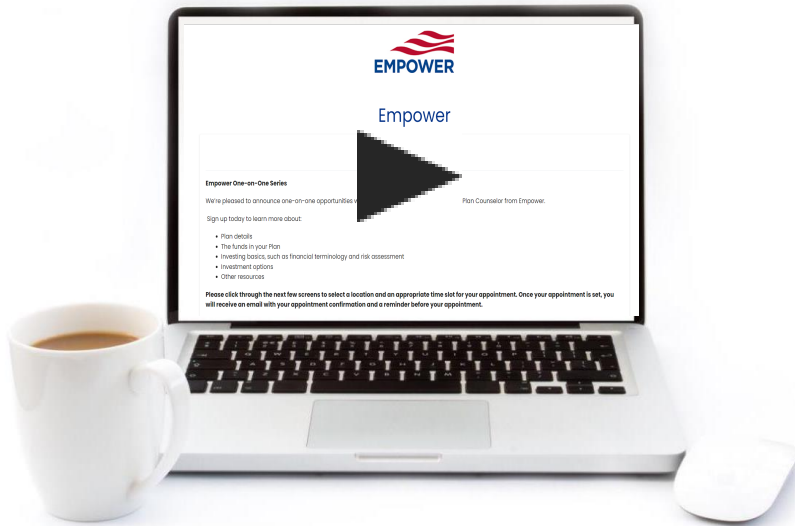 EMPOWER
Empower
Empower One-on-One Series
We're pleased to announce one-on-one opportunities Plan Counselor from Empower.
Sign up today to learn more about:
• Plan details
• The funds in your Plan
• Investing basics, such as financial terminology and risk assessment
• Investment options
• Other resources
Please click through the next few screens to select a location and an appropriate time slot for your appointment. Once your appointment is set, you
will receive an email with your appointment confirmation and a reminder before your appointment.